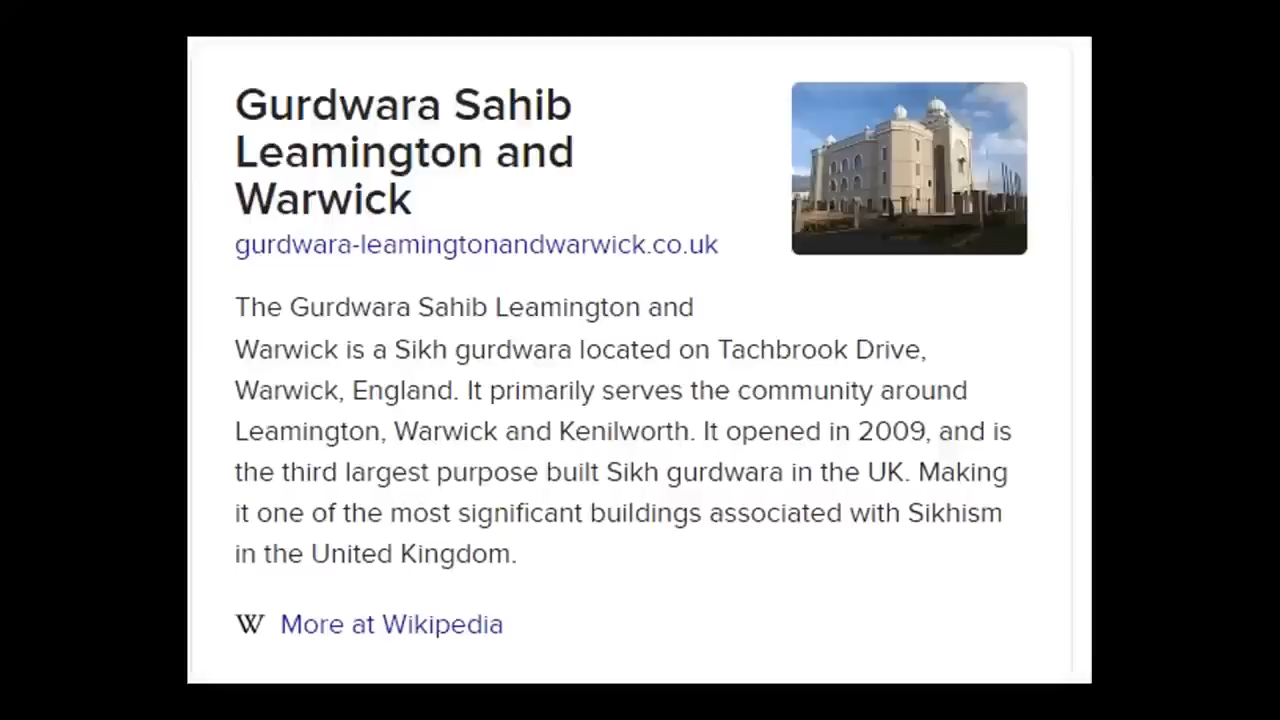 Gurdwara Sahib
Leamington and
Warwick
gurdwara-leamingtonandwarwick.co.uk
The Gurdwara Sahib Leamington and
Warwick is a Sikh gurdwara located on Tachbrook Drive,
Warwick, England. It primarily serves the community around
Leamington, Warwick and Kenilworth. It opened in 2009, and is
the third largest purpose built Sikh gurdwara in the UK. Making
it one of the most significant buildings associated with Sikhism
in the United Kingdom.
W More at Wikipedia